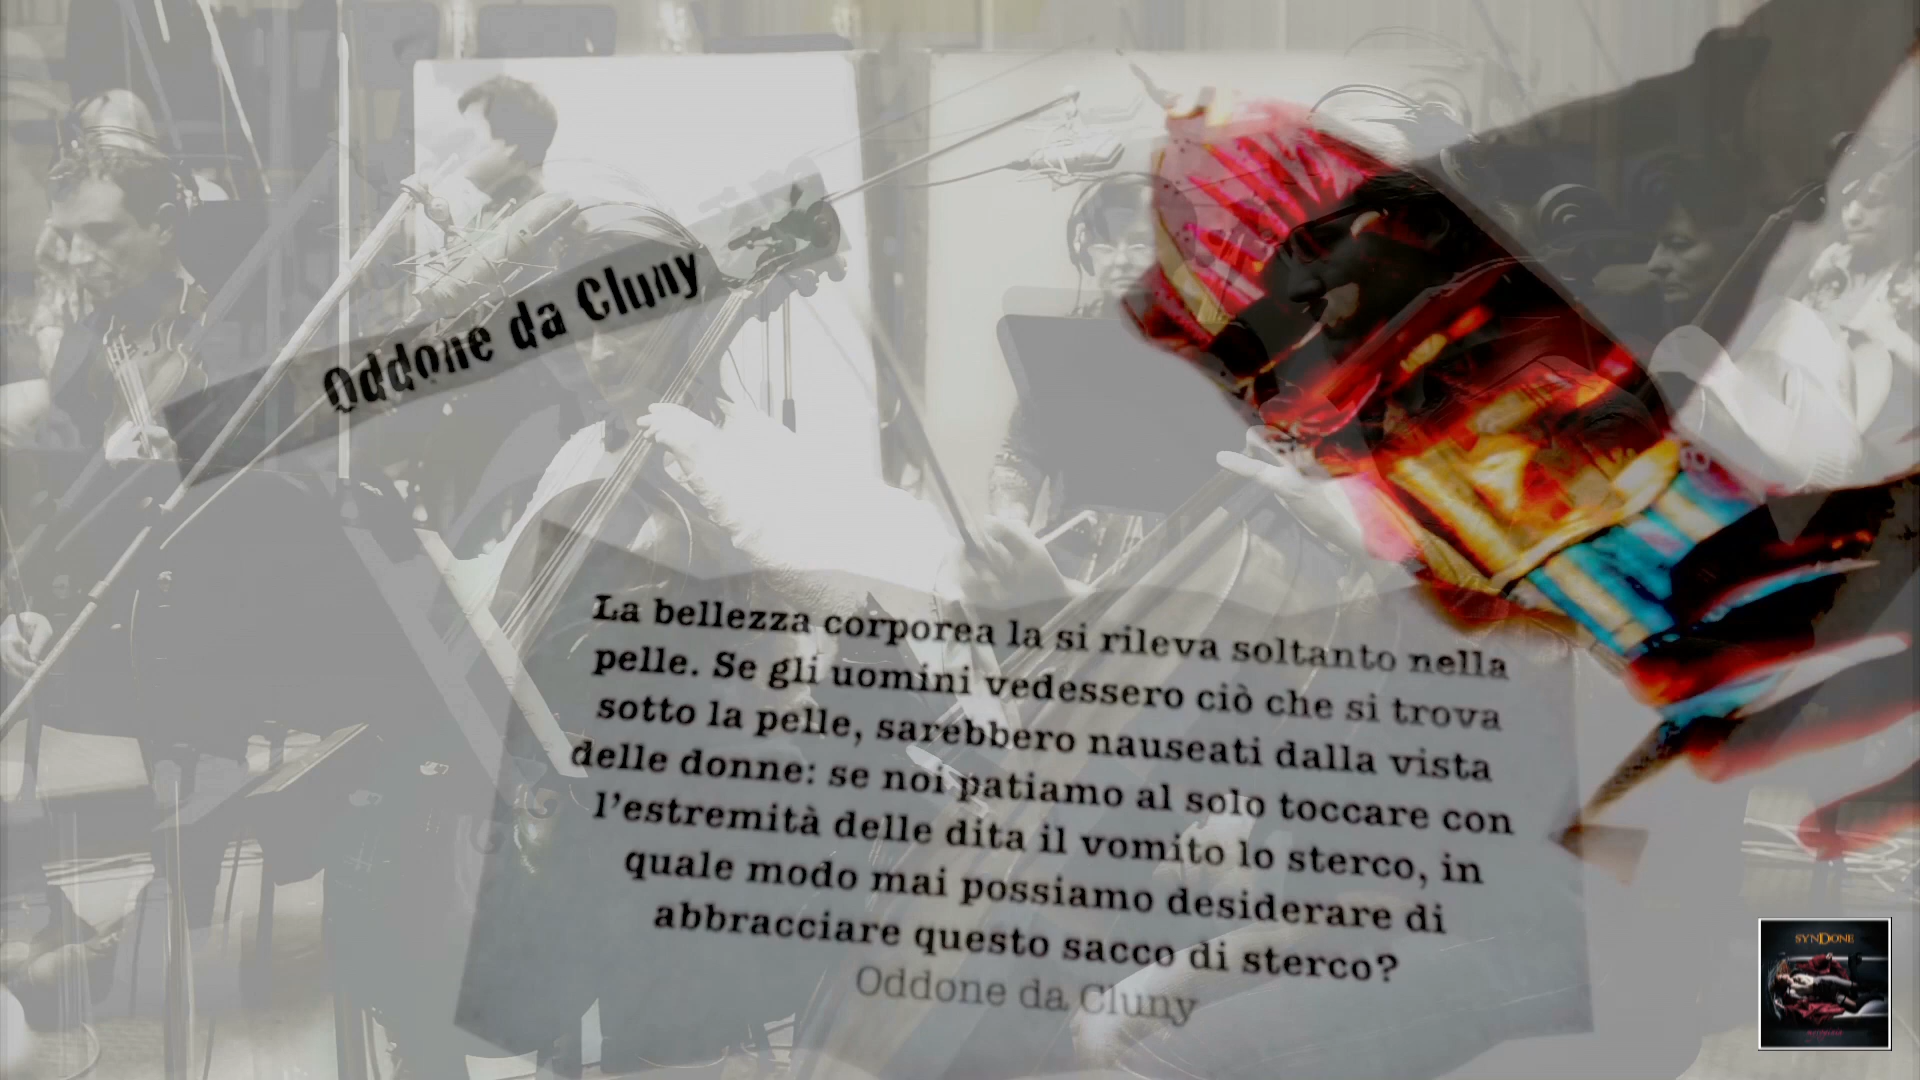 Oddone da Cluny
La bellezza corporea la si rileva soltanto nella
pelle. Se gli uomini vedessero ciò che si trova
sotto la pelle, sarebbero nauseati dalla vista
delle donne: se noi patiamo al solo toccare con
l'estremità delle dita il vomito lo sterco, in
quale modo mai possiamo desiderare di
abbracciare questo sacco di sterco?
Oddone da Cluny
SYNDONE